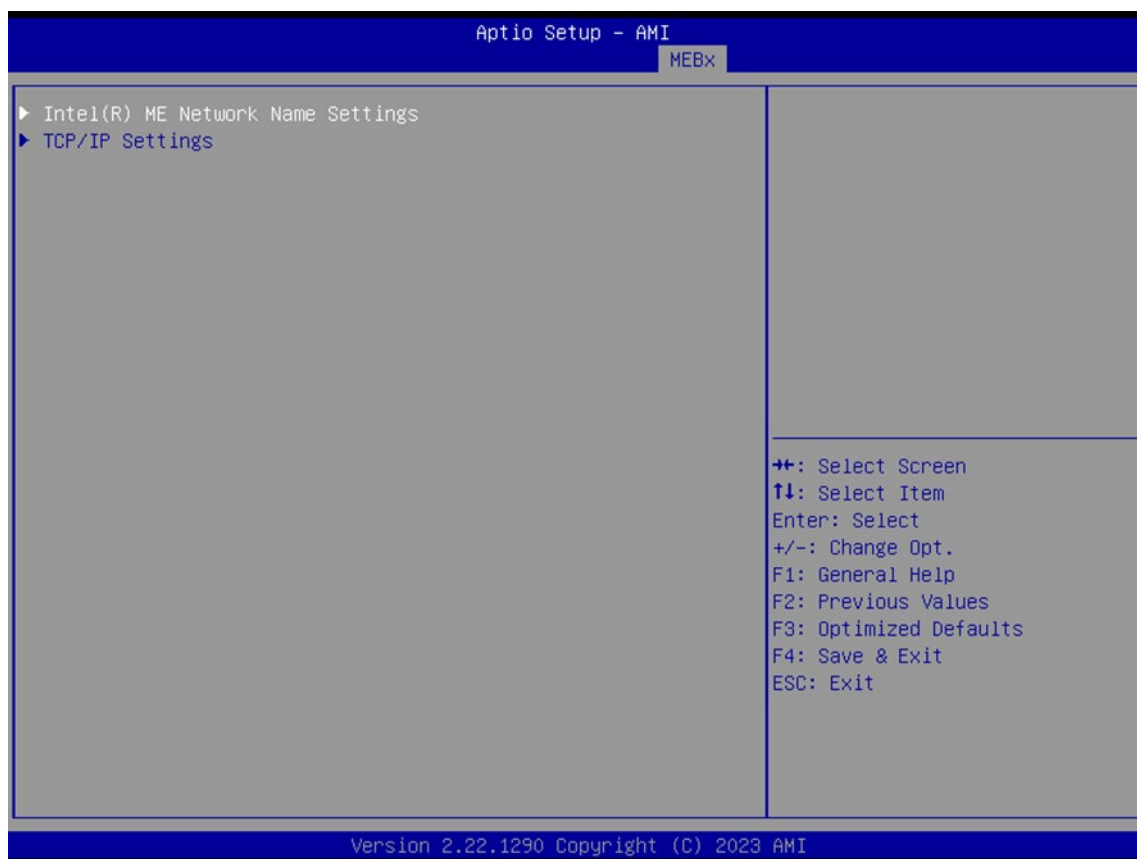 Aptio Setup – AMI
MEBx
▶ Intel(R) ME Network Name Settings
▶ TCP/IP Settings
→←: Select Screen
↑↓: Select Item
Enter: Select
+/-: Change Opt.
F1: General Help
F2: Previous Values
F3: Optimized Defaults
F4: Save & Exit
ESC: Exit
Version 2.22.1290 Copyright (C) 2023 AMI